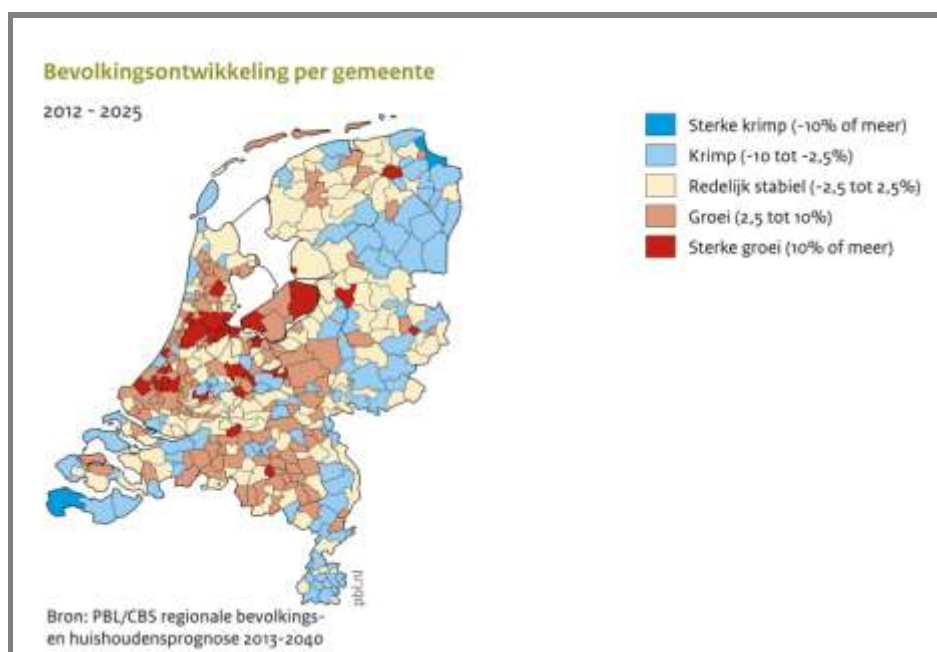 Bevolkingsontwikkeling per gemeente
2012 - 2025
Sterke krimp (-10% of meer)
Krimp (-10 tot -2,5%)
Redelijk stabiel (-2,5 tot 2,5%)
Groei (2,5 tot 10%)
Sterke groei (10% of meer)
pbl.nl
Bron: PBL/CBS regionale bevolkings-
en huishoudensprognose 2013-2040